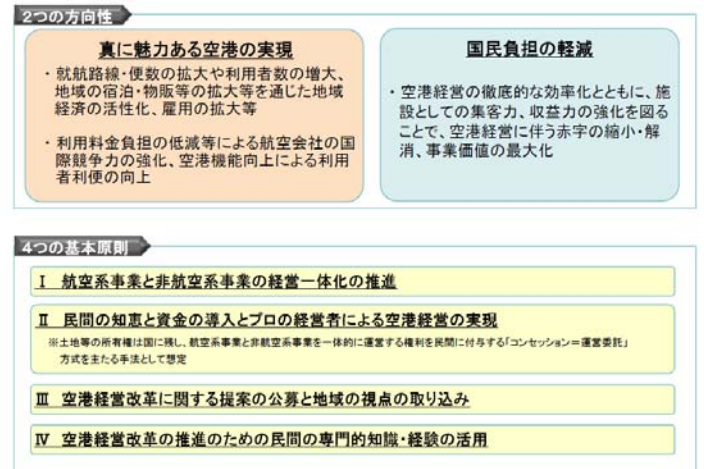 2つの方向性
真に魅力ある空港の実現
・就航路線・便数の拡大や利用者数の増大、
地域の宿泊・物販等の拡大等を通じた地域
経済の活性化、雇用の拡大等
・利用料金負担の低減等による航空会社の国
際競争力の強化、空港機能向上による利用
者利便の向上
国民負担の軽減
・空港経営の徹底的な効率化とともに、施
設としての集客力、収益力の強化を図る
ことで、空港経営に伴う赤字の縮小・解
消、事業価値の最大化
4つの基本原則
Ⅰ 航空系事業と非航空系事業の経営一体化の推進
Ⅱ 民間の知恵と資金の導入とプロの経営者による空港経営の実現
※土地等の所有権は国に残し、航空系事業と非航空系事業を一体的に運営する権利を民間に付与する「コンセッション=運営委託」
方式を主たる手法として想定
Ⅲ 空港経営改革に関する提案の公募と地域の視点の取り込み
Ⅳ 空港経営改革の推進のための民間の専門的知識・経験の活用